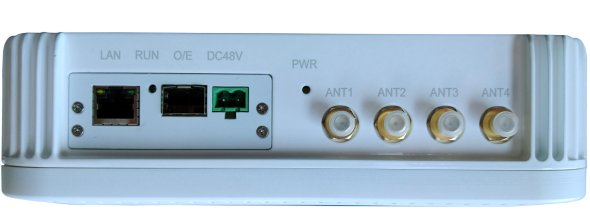 LAN RUN O/E DC48V
PWR
ANT1 ANT2 ANT3 ANT4